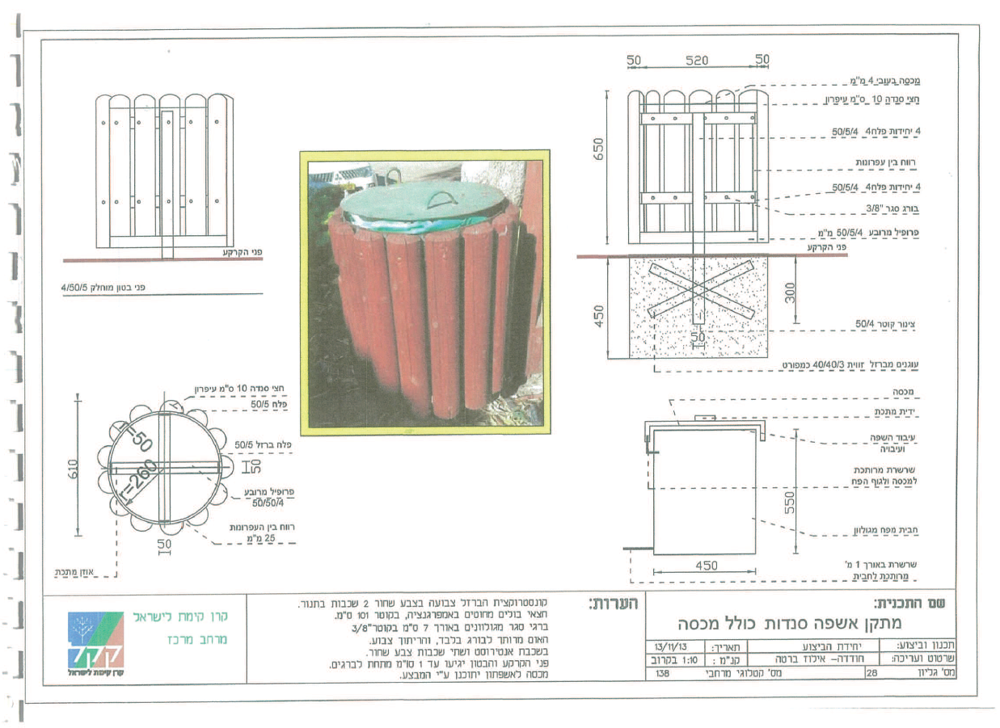 50 520 50
מכסה בעובי 4 מ"מ
חצי סנדה 10 ס"מ עיפרון
4 יחידות פלח4 50/5/4
רווח בין עפרונות
4 יחידות פלח4 50/5/4
בורג סגר "3/8
פרופיל מרובע 50/5/4 מ"מ
פני הקרקע
650
450
300
50
צינור קוטר 50/4
עוגנים מברזל זווית 40/40/3 כמפורט
פני הקרקע
פני בטון מוחלק 4/50/5
חצי סנדה 10 ס"מ עיפרון
פלח 50/5
פלח ברזל 50/5
פרופיל מרובע
50/50/4
רווח בין העפרונות
25 מ"מ
אוזן מתכת
610
r=50
r=260
50
50
מכסה
ידית מתכת
עיבוד השפה
ועיבויה
שרשרת מרותכת
למכסה ולגוף הפח
חבית מפח מגולוון
שרשרת באורך 1 מ'
מרותכת לחבית
550
450
שם התכנית:
מתקן אשפה סנדות כולל מכסה
תכנון וביצוע: יחידת הביצוע תאריך: 13/11/13
שרטוט ועריכה: חודדה- אילוז ברטה קנ"מ : 1:10 בקרוב
מס' גליון 28 מס' קטלוגי מרחבי 138
הערות:
קונסטרוקצית הברזל צבועה בצבע שחור 2 שכבות בתנור.
חצאי בולים מחוטים באמפרגנציה, בקוטר 101 ס"מ.
ברגי סגר מגולוונים באורך 7 ס"מ בקוטר"3/8
האום מרותך לבורג בלבד, והריתוך צבוע.
בשכבת אנטירוסט ושתי שכבות צבע שחור.
פני הקרקע והבטון יגיעו עד 1 סו"מ מתחת לברגים.
מכסה לאשפתון יתוכנן ע"י המבצע.
קרן קימת לישראל
מרחב מרכז
קקל
קרן קימת לישראל